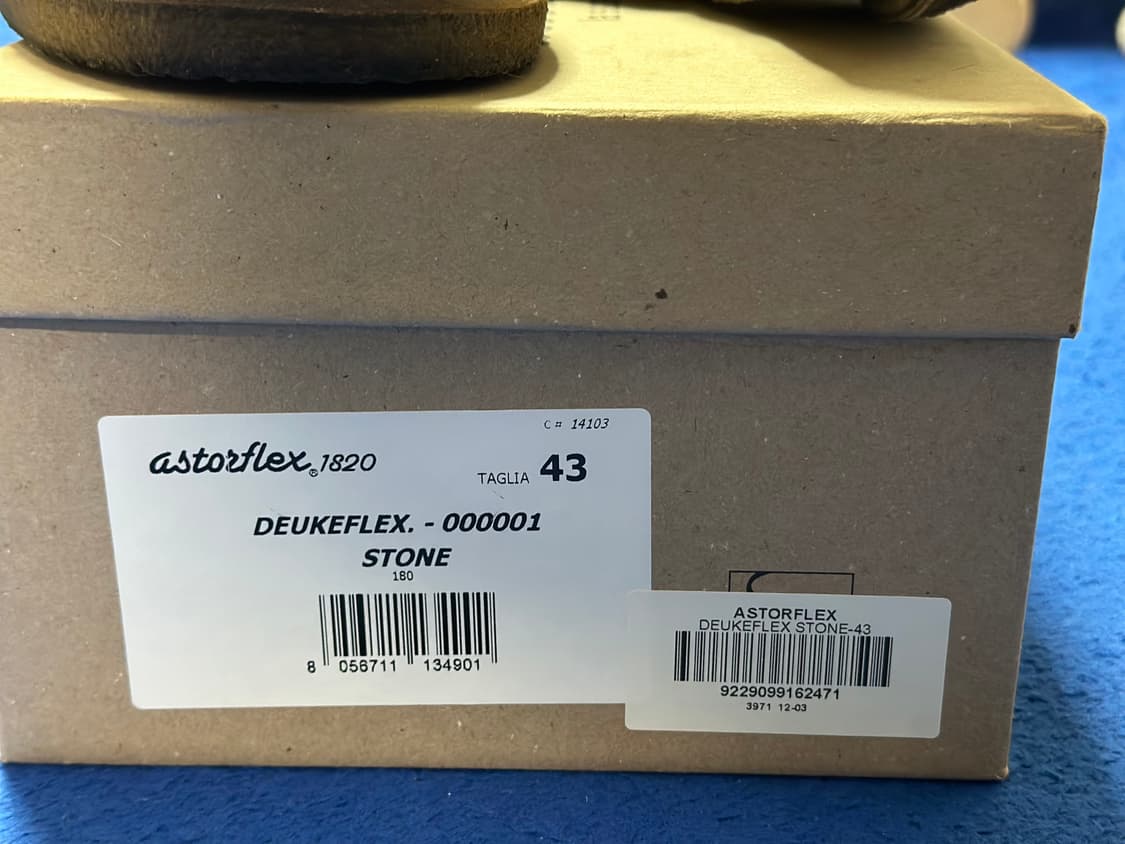 C# 14103
astorflex® 1820
TAGLIA 43
DEUKEFLEX. - 000001
STONE
180
8 056711 134901
ASTORFLEX
DEUKEFLEX STONE-43
9229099162471
3971 12-03